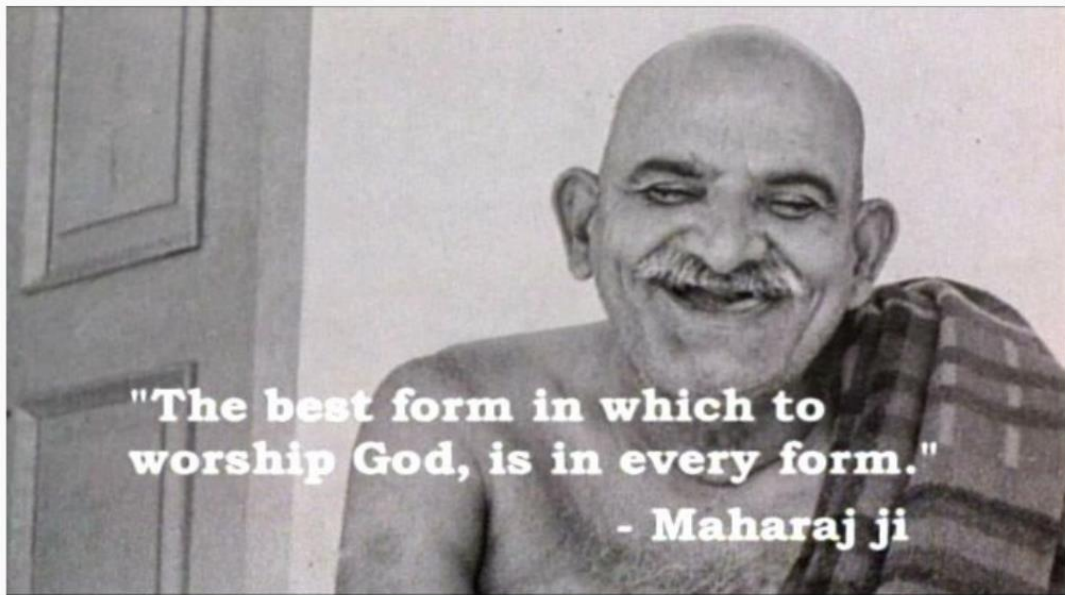 "The best form in which to
worship God, is in every form."
- Maharaj ji